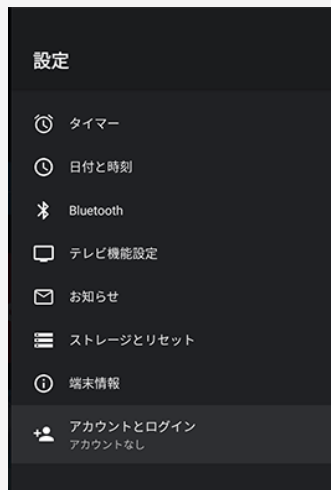 設定
タイマー
日付と時刻
Bluetooth
テレビ機能設定
お知らせ
ストレージとリセット
端末情報
アカウントとログイン
アカウントなし